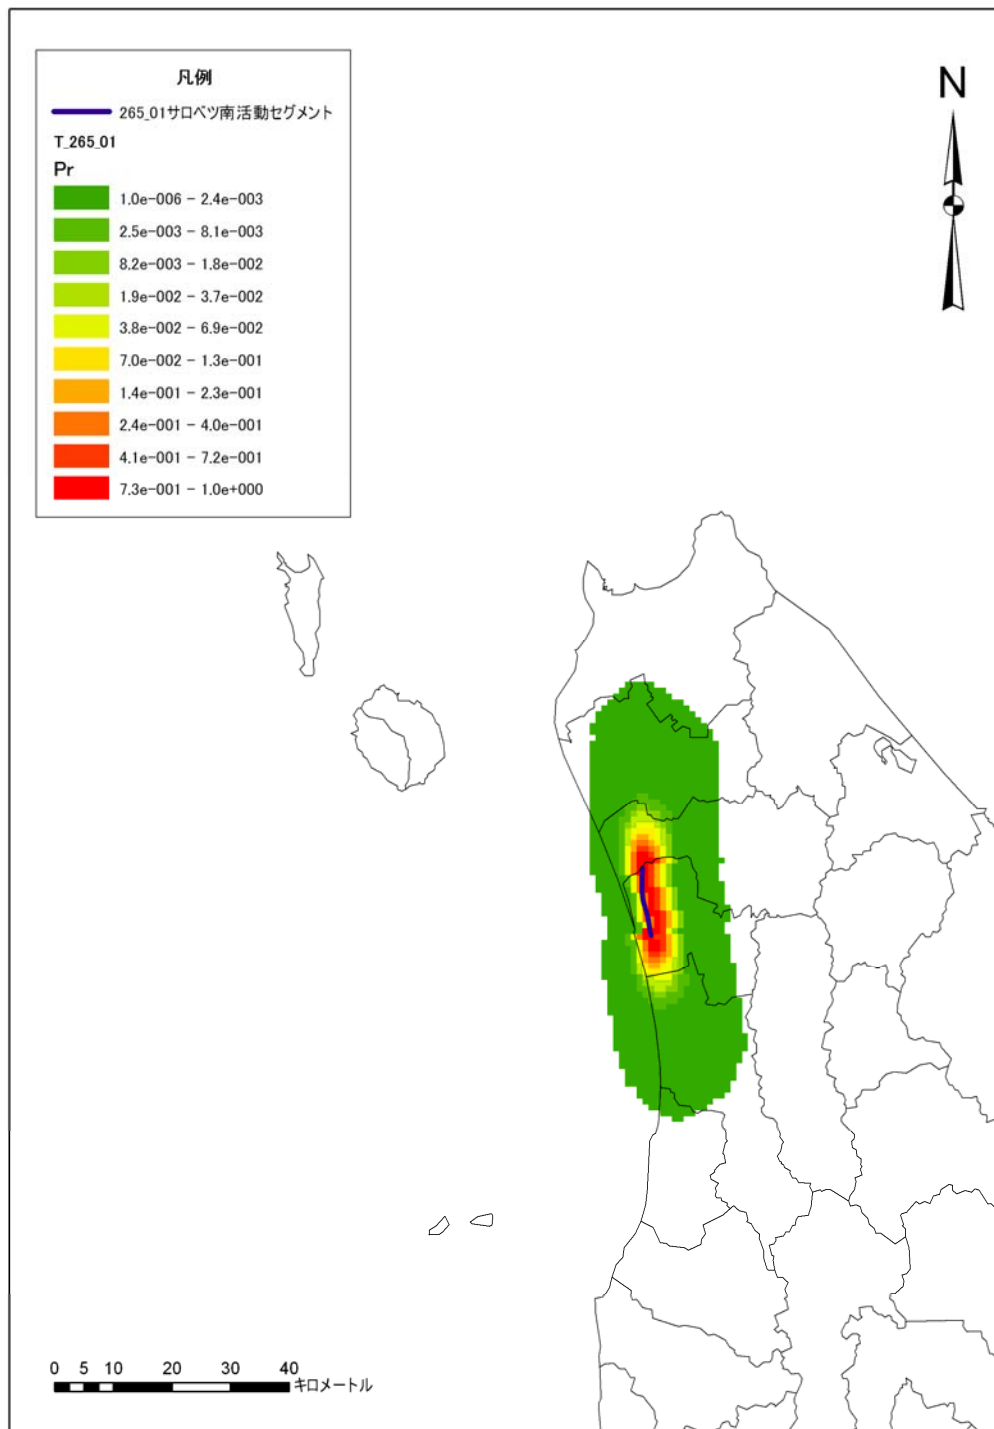 凡例
265_01サロベツ南活動セグメント
T_265_01
Pr
1.0e-006 - 2.4e-003
2.5e-003 - 8.1e-003
8.2e-003 - 1.8e-002
1.9e-002 - 3.7e-002
3.8e-002 - 6.9e-002
7.0e-002 - 1.3e-001
1.4e-001 - 2.3e-001
2.4e-001 - 4.0e-001
4.1e-001 - 7.2e-001
7.3e-001 - 1.0e+000
N
0 5 10 20 30 40
キロメートル